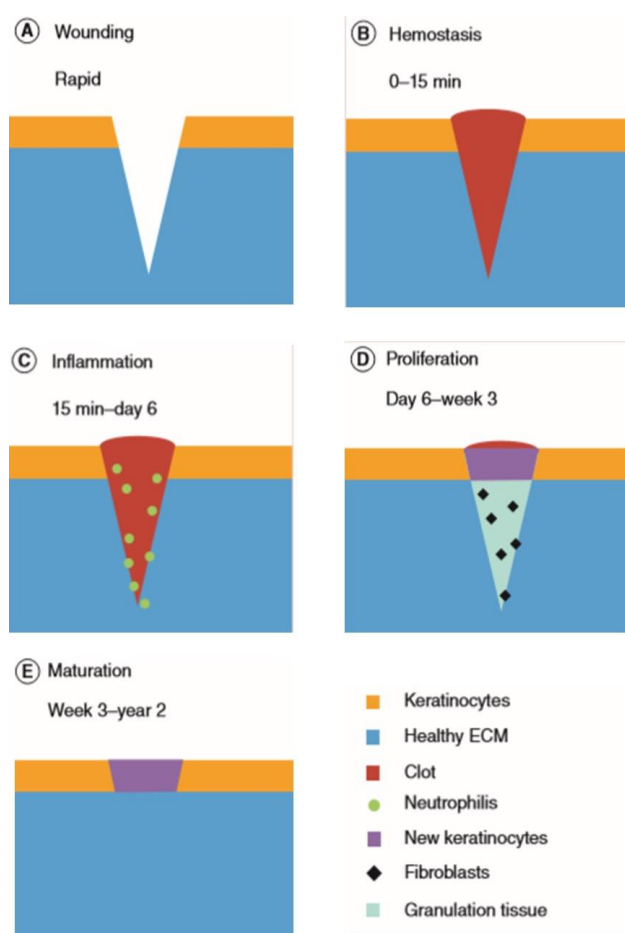 A Wounding
Rapid
B Hemostasis
0–15 min
C Inflammation
15 min–day 6
D Proliferation
Day 6–week 3
E Maturation
Week 3–year 2
Keratinocytes
Healthy ECM
Clot
Neutrophilis
New keratinocytes
Fibroblasts
Granulation tissue